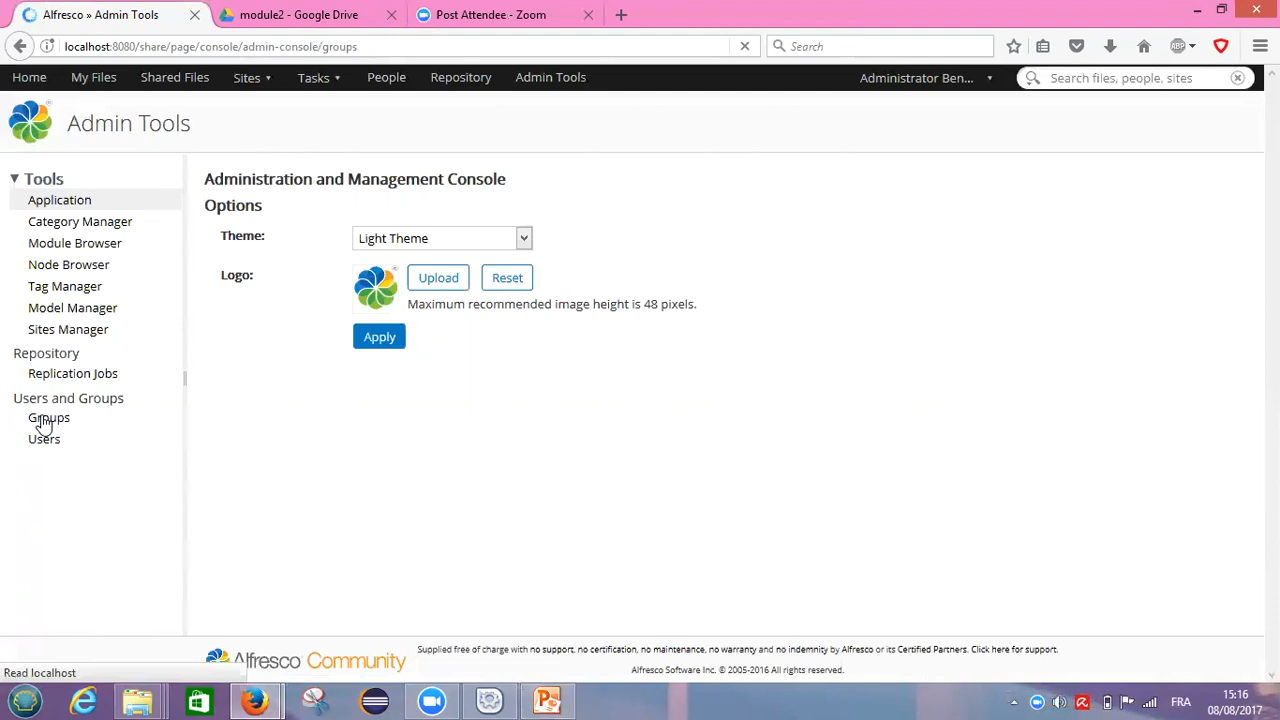 Alfresco » Admin Tools
module2 - Google Drive
Post Attendee - Zoom
localhost:8080/share/page/console/admin-console/groups
Search
ABP
Home
My Files
Shared Files
Sites
Tasks
People
Repository
Admin Tools
Administrator Ben...
Search files, people, sites
Admin Tools
Tools
Application
Category Manager
Module Browser
Node Browser
Tag Manager
Model Manager
Sites Manager
Repository
Replication Jobs
Users and Groups
Groups
Users
Administration and Management Console
Options
Theme:
Light Theme
Logo:
Upload
Reset
Maximum recommended image height is 48 pixels.
Apply
Alfresco Community
Supplied free of charge with no support, no certification, no maintenance, no warranty and no indemnity by Alfresco or its Certified Partners. Click here for support.
Alfresco Software Inc. © 2005-2016 All rights reserved.
Read localhost
FRA
15:16
08/08/2017